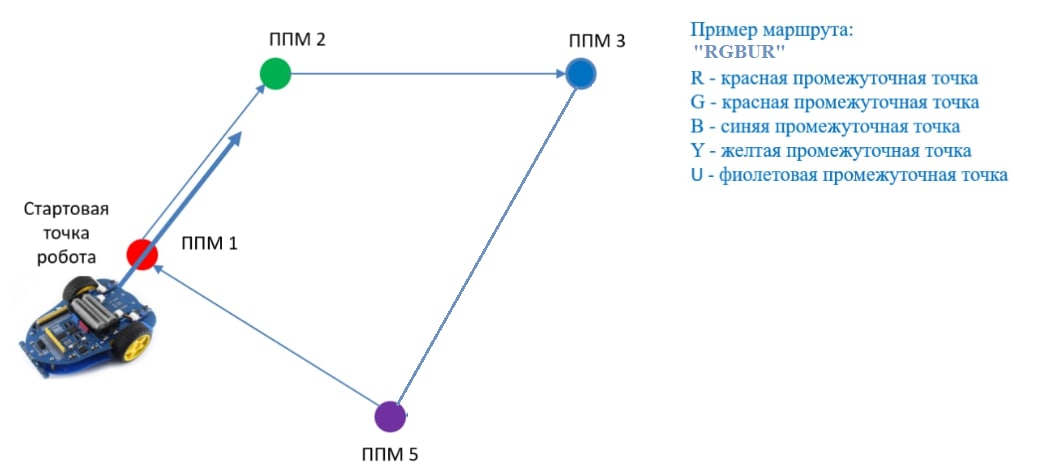 ППМ 2
ППМ 3
Пример маршрута:
"RGBUR"
R - красная промежуточная точка
G - красная промежуточная точка
B - синяя промежуточная точка
Y - желтая промежуточная точка
U - фиолетовая промежуточная точка
Стартовая
точка
робота
ППМ 1
ППМ 5